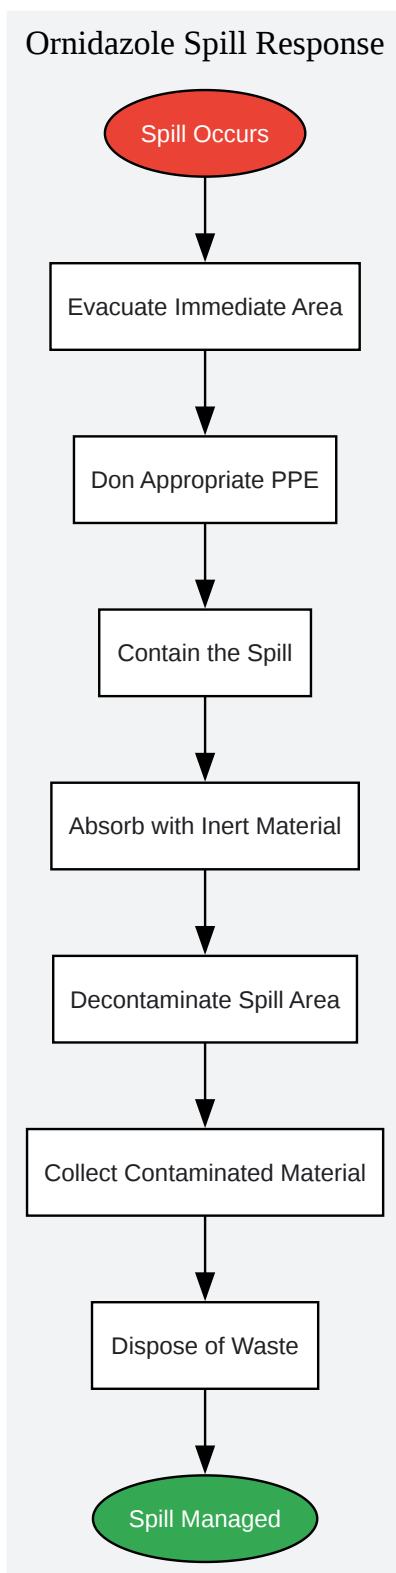 Ornidazole Spill Response
Spill Occurs
Evacuate Immediate Area
Don Appropriate PPE
Contain the Spill
Absorb with Inert Material
Decontaminate Spill Area
Collect Contaminated Material
Dispose of Waste
Spill Managed